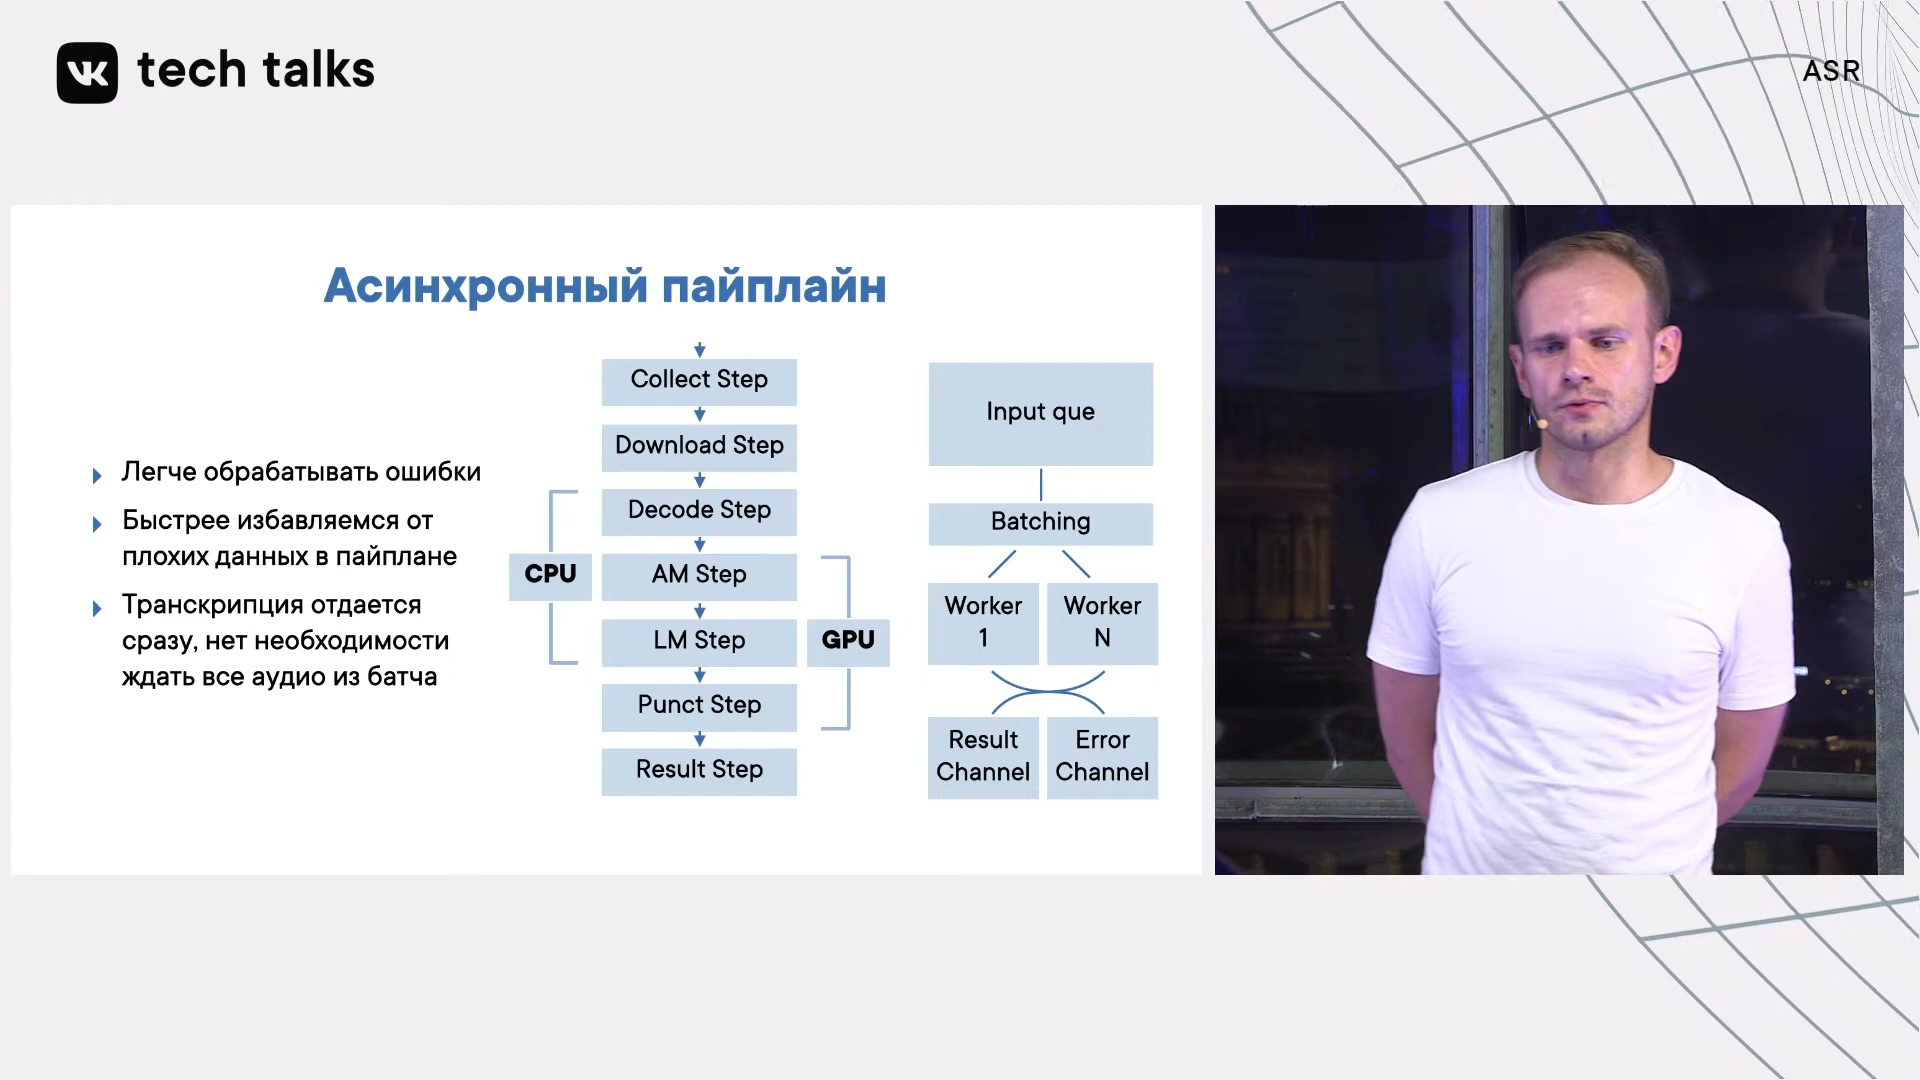 VK tech talks
ASR
Асинхронный пайплайн
Легче обрабатывать ошибки
Быстрее избавляемся от
плохих данных в пайплане
Транскрипция отдается
сразу, нет необходимости
ждать все аудио из батча
Collect Step
Download Step
Decode Step
AM Step
LM Step
Punct Step
Result Step
CPU
GPU
Input que
Batching
Worker
1
Worker
N
Result
Channel
Error
Channel